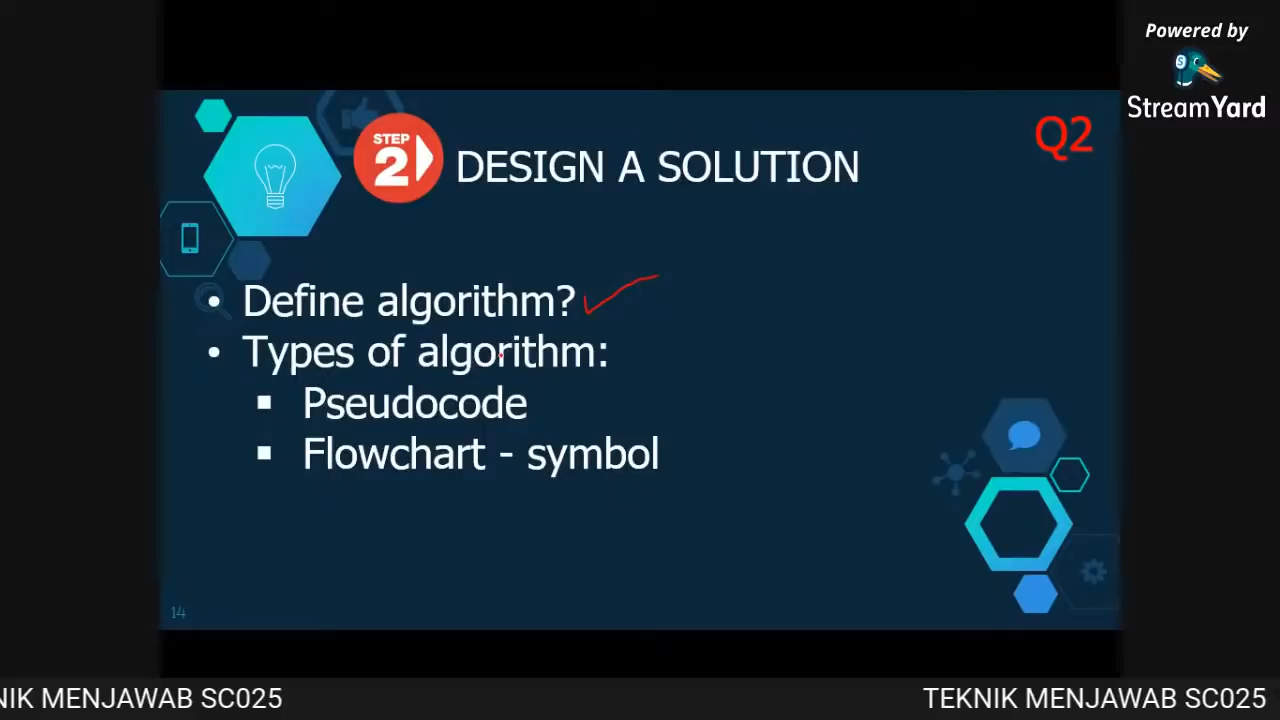 Powered by
StreamYard
Q2
STEP
2
DESIGN A SOLUTION
• Define algorithm?
• Types of algorithm:
▪ Pseudocode
▪ Flowchart - symbol
14
NIK MENJAWAB SC025
TEKNIK MENJAWAB SC025